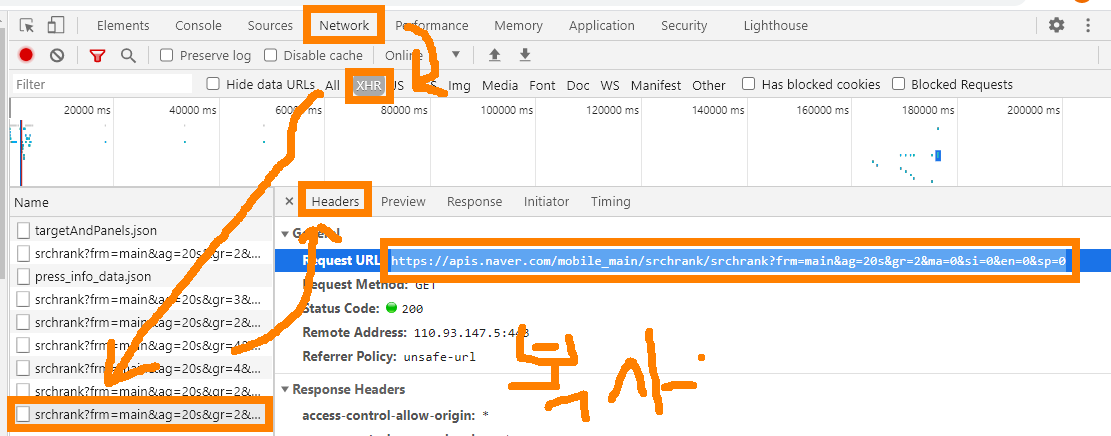 Elements Console Sources Network Performance Memory Application Security Lighthouse
Preserve log Disable cache Online
Filter Hide data URLs All XHR JS Img Media Font Doc WS Manifest Other Has blocked cookies Blocked Requests
20000 ms 40000 ms 60000 ms 80000 ms 100000 ms 120000 ms 140000 ms 160000 ms 180000 ms 200000 ms
Name
targetAndPanels.json
srchrank?frm=main&ag=20s&gr=2&...
press_info_data.json
srchrank?frm=main&ag=20s&gr=3&...
srchrank?frm=main&ag=20s&gr=2&...
srchrank?frm=main&ag=20s&gr=4&...
srchrank?frm=main&ag=20s&gr=4&...
srchrank?frm=main&ag=20s&gr=2&...
srchrank?frm=main&ag=20s&gr=2&...
× Headers Preview Response Initiator Timing
General
Request URL: https://apis.naver.com/mobile_main/srchrank/srchrank?frm=main&ag=20s&gr=2&ma=0&si=0&en=0&sp=0
Request Method: GET
Status Code: 200
Remote Address: 110.93.147.5:443
Referrer Policy: unsafe-url
복사
Response Headers
access-control-allow-origin: *